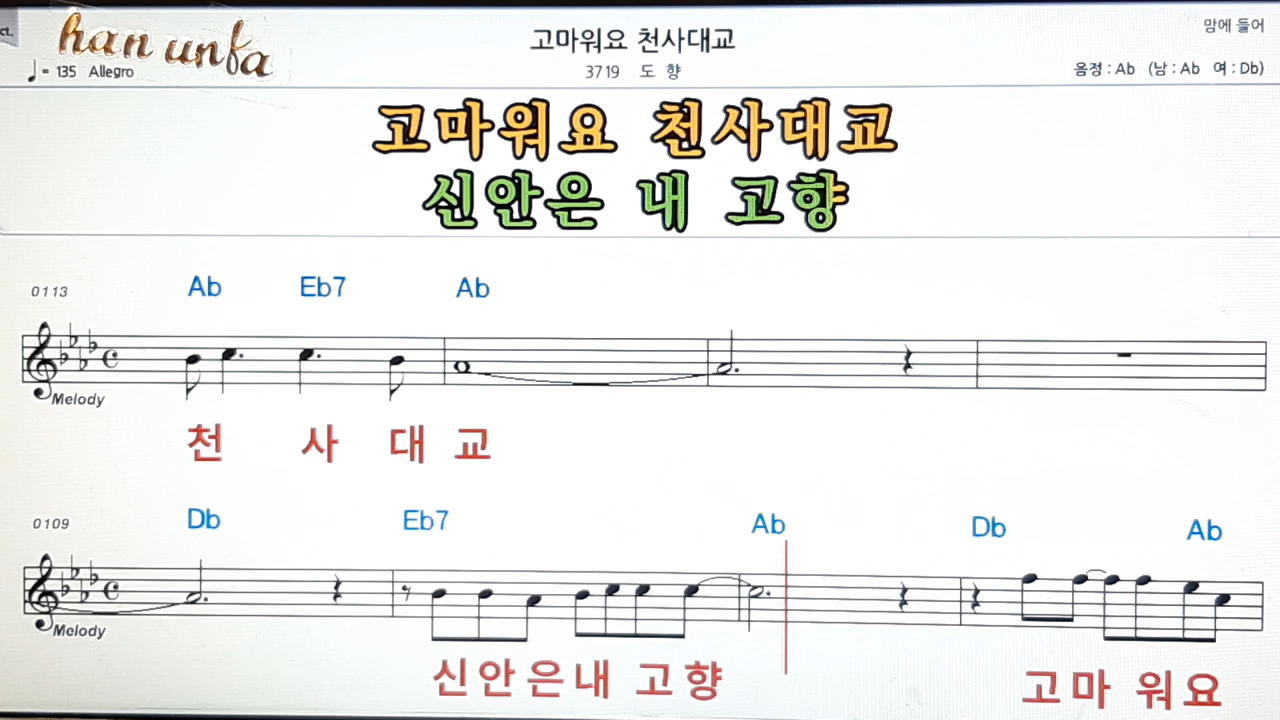 ct.
han unfa
고마워요 천사대교
맘에 들어
♩= 135 Allegro
3719 도 향
음정 : Ab (남 : Ab 여 : Db)
고마워요 천사대교
신안은 내 고향
0113
Ab Eb7 Ab
Melody
천 사 대 교
0109
Db Eb7 Ab Db Ab
Melody
신안은내 고향 고마 워요